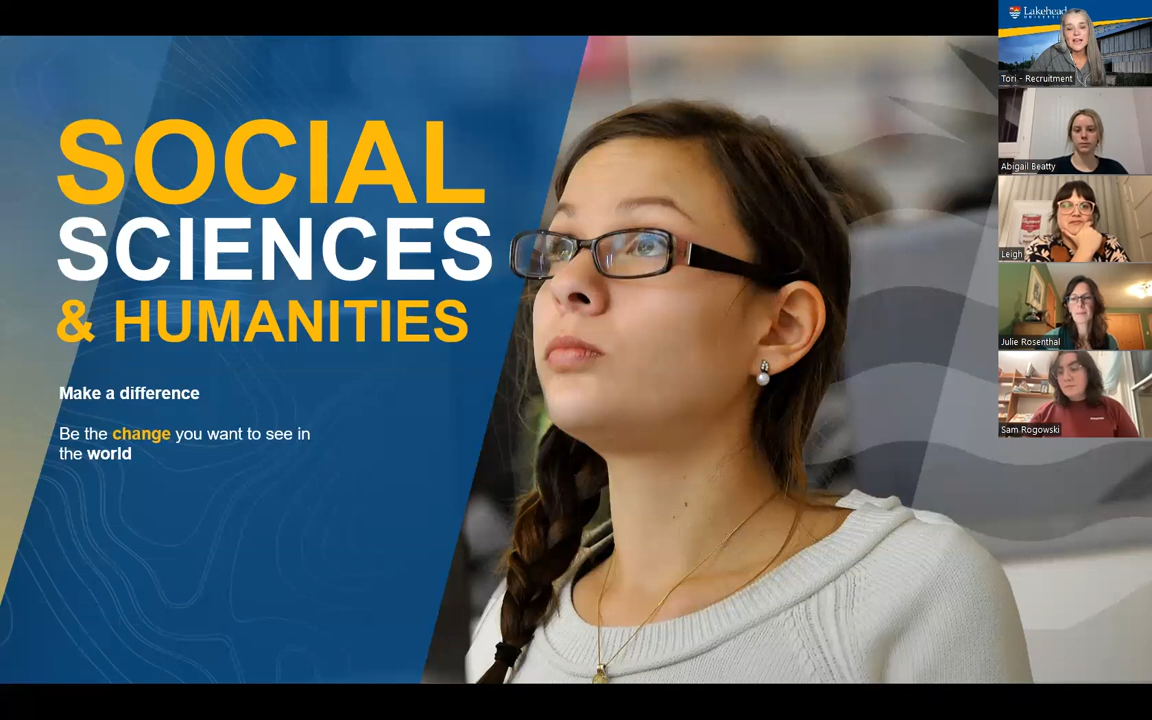 SOCIAL
SCIENCES
& HUMANITIES
Make a difference
Be the change you want to see in
the world
Lakehead
UNIVERSITY
Tori - Recruitment
Abigail Beatty
Leigh
Julie Rosenthal
Sam Rogowski